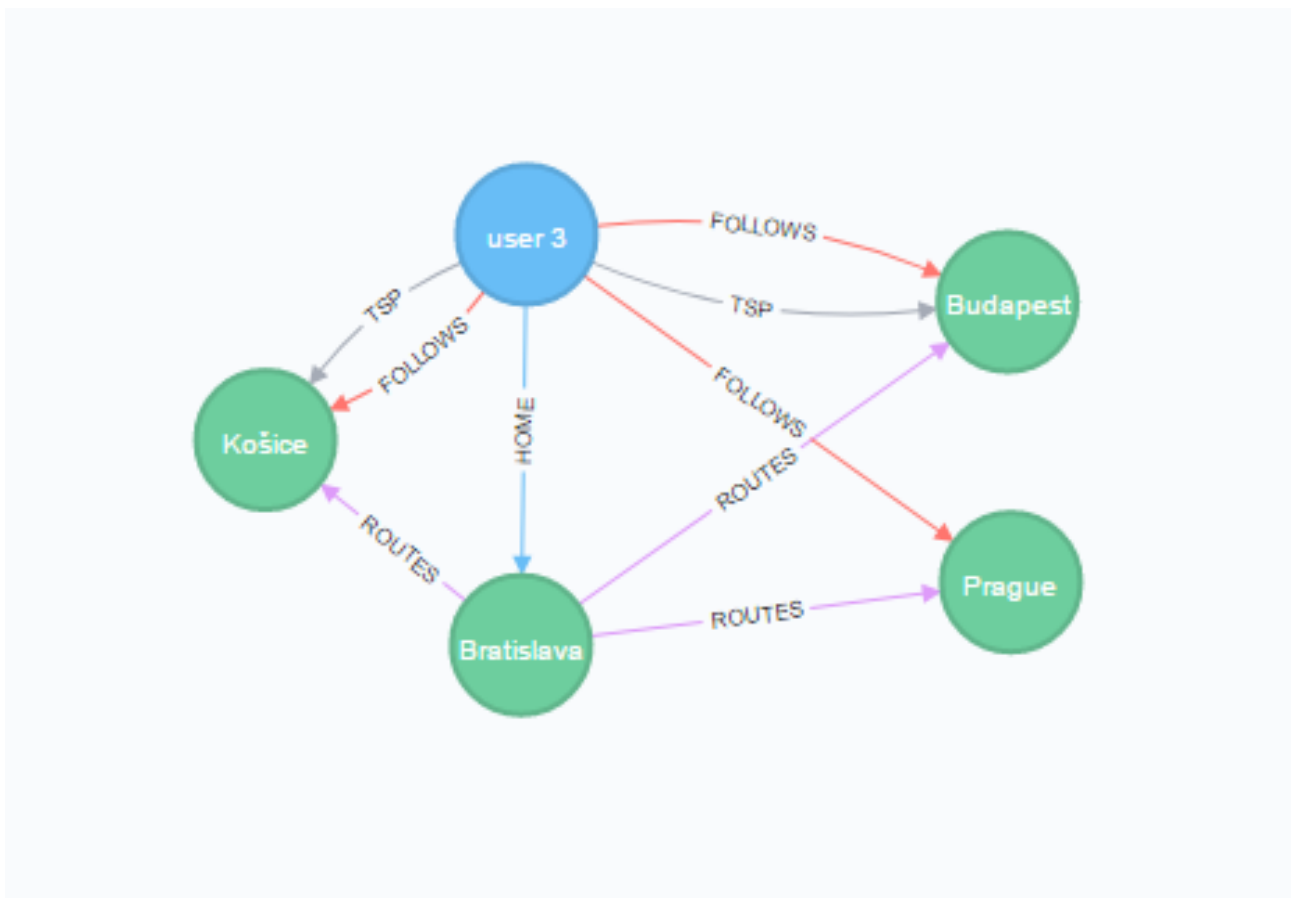 user 3
FOLLOWS
TSP
Budapest
TSP
FOLLOWS
FOLLOWS
HOME
Košice
ROUTES
ROUTES
Prague
ROUTES
Bratislava